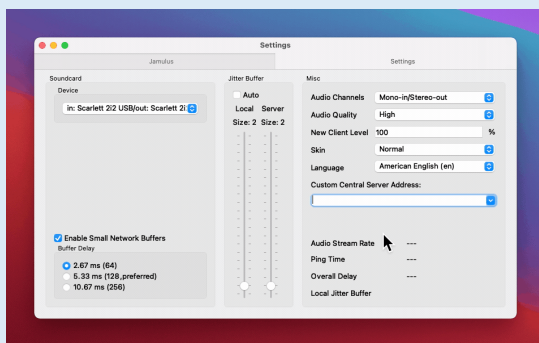 Settings
Jamulus
Settings
Soundcard
Device
in: Scarlett 2i2 USB/out: Scarlett 2i
Enable Small Network Buffers
Buffer Delay
2.67 ms (64)
5.33 ms (128,preferred)
10.67 ms (256)
Jitter Buffer
Auto
Local Server
Size: 2 Size: 2
Misc
Audio Channels Mono-in/Stereo-out
Audio Quality High
New Client Level 100 %
Skin Normal
Language American English (en)
Custom Central Server Address:
Audio Stream Rate ---
Ping Time ---
Overall Delay ---
Local Jitter Buffer